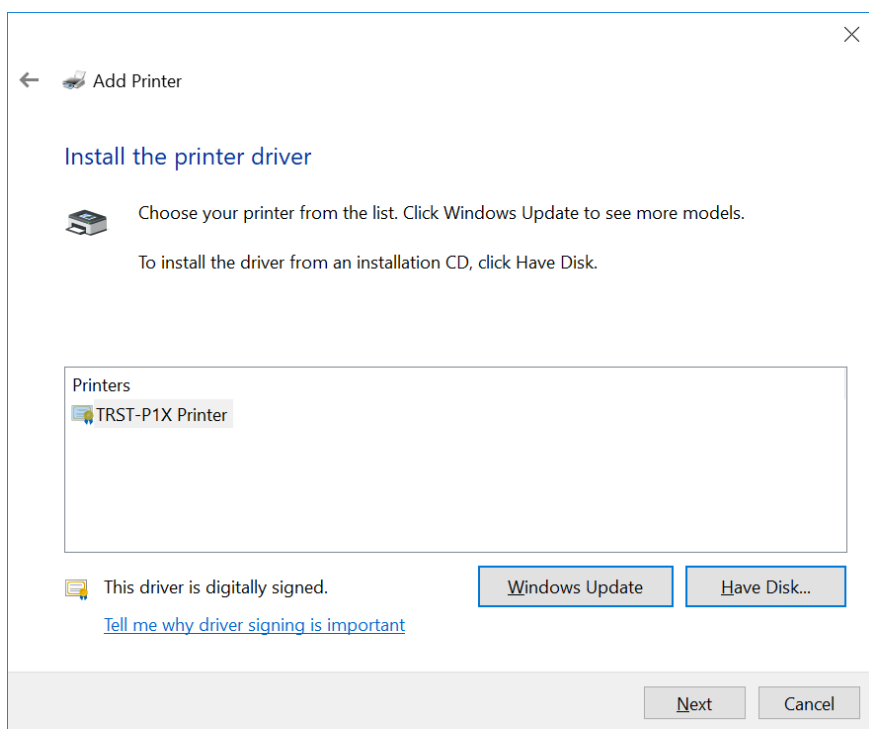 Add Printer
Install the printer driver
Choose your printer from the list. Click Windows Update to see more models.
To install the driver from an installation CD, click Have Disk.
Printers
TRST-P1X Printer
This driver is digitally signed.
Windows Update
Have Disk...
Tell me why driver signing is important
Next
Cancel